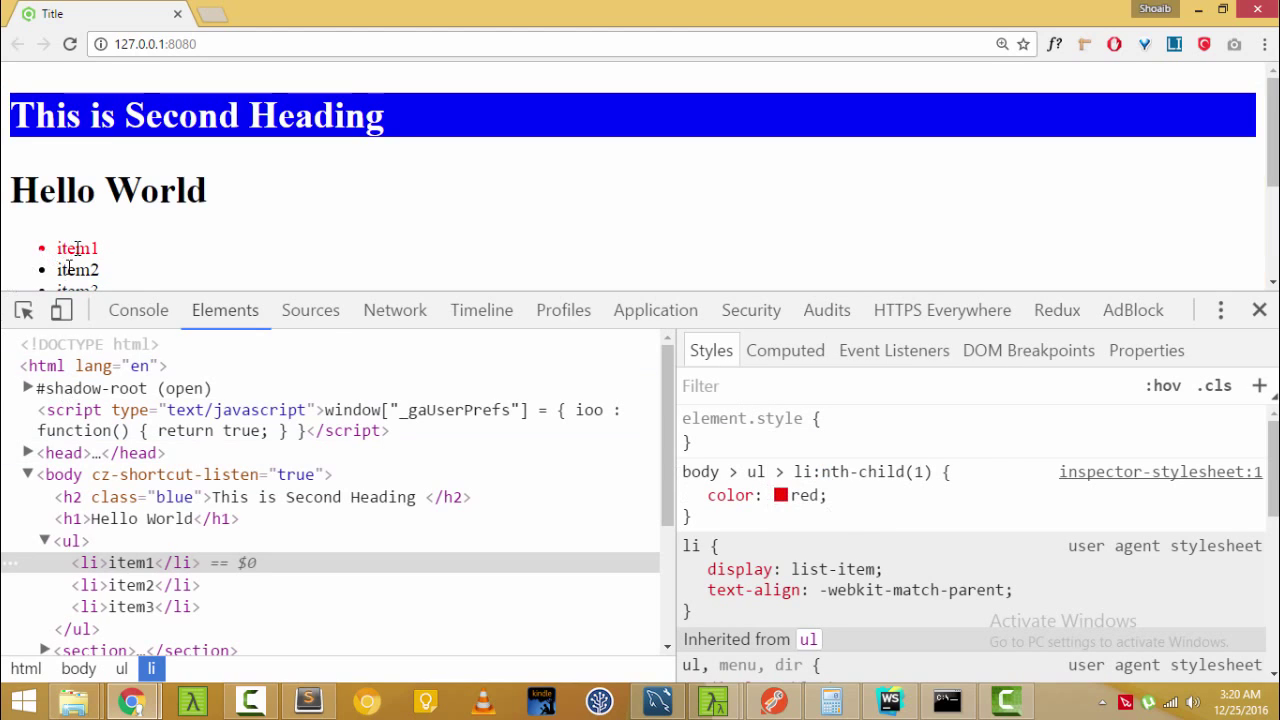 Title
Shoaib
127.0.0.1:8080
f?
LI
This is Second Heading
Hello World
item1
item2
item3
Console Elements Sources Network Timeline Profiles Application Security Audits HTTPS Everywhere Redux AdBlock
<!DOCTYPE html>
<html lang="en">
#shadow-root (open)
<script type="text/javascript">window["_gaUserPrefs"] = { ioo :
function() { return true; } }</script>
<head>…</head>
<body cz-shortcut-listen="true">
<h2 class="blue">This is Second Heading </h2>
<h1>Hello World</h1>
<ul>
<li>item1</li> == $0
<li>item2</li>
<li>item3</li>
</ul>
<section>…</section>
html body ul li
Styles Computed Event Listeners DOM Breakpoints Properties
Filter :hov .cls
element.style {
}
body > ul > li:nth-child(1) { inspector-stylesheet:1
color: red;
}
li { user agent stylesheet
display: list-item;
text-align: -webkit-match-parent;
}
Inherited from ul
ul, menu, dir { user agent stylesheet
Activate Windows
Go to PC settings to activate Windows.
kindle
WS
3:20 AM
12/25/2016